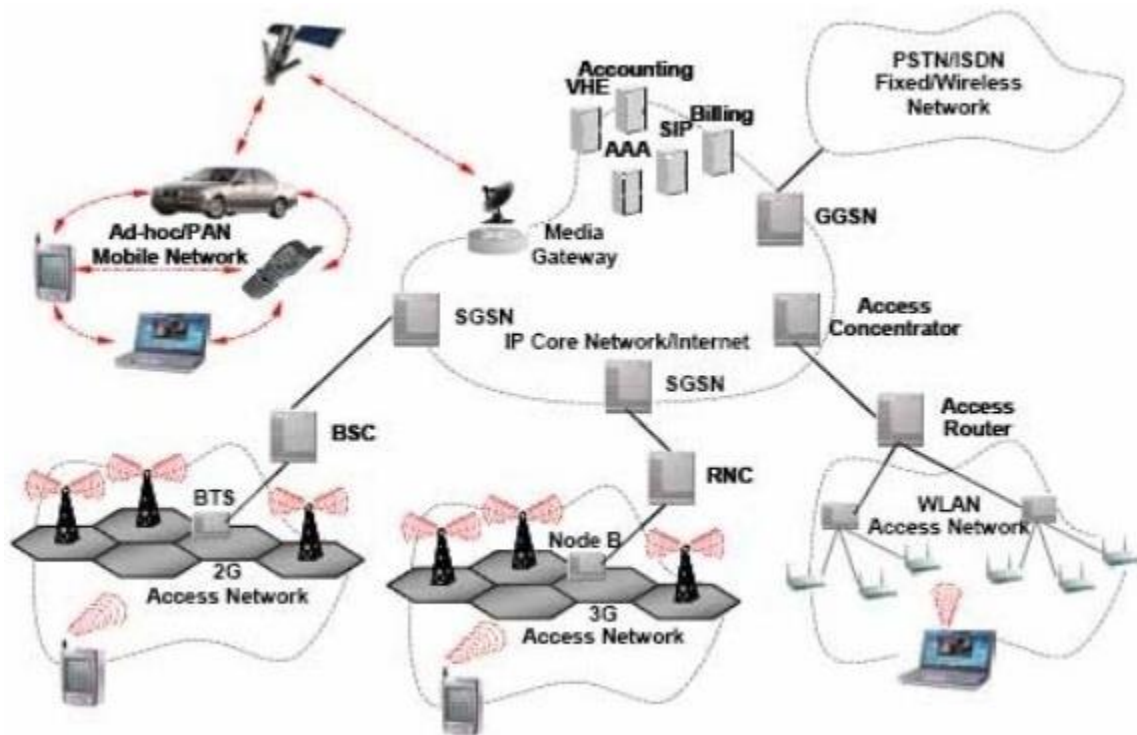 PSTN/ISDN
Fixed/Wireless
Network
Accounting
VHE
Billing
SIP
AAA
GGSN
Media
Gateway
Ad-hoc/PAN
Mobile Network
SGSN
Access
Concentrator
IP Core Network/Internet
SGSN
Access
Router
BSC
RNC
BTS
WLAN
Access Network
Node B
2G
Access Network
3G
Access Network